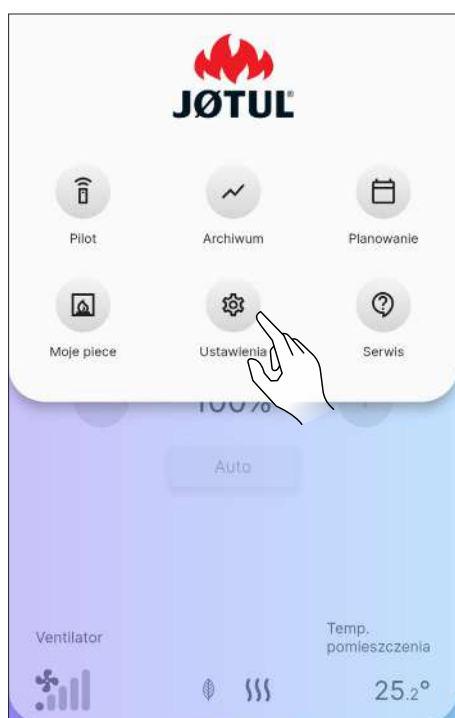 JØTUL
Pilot
Archiwum
Planowanie
Moje piece
Ustawienia
Serwis
100%
Auto
Ventilator
Temp.
pomieszczenia
25.2°